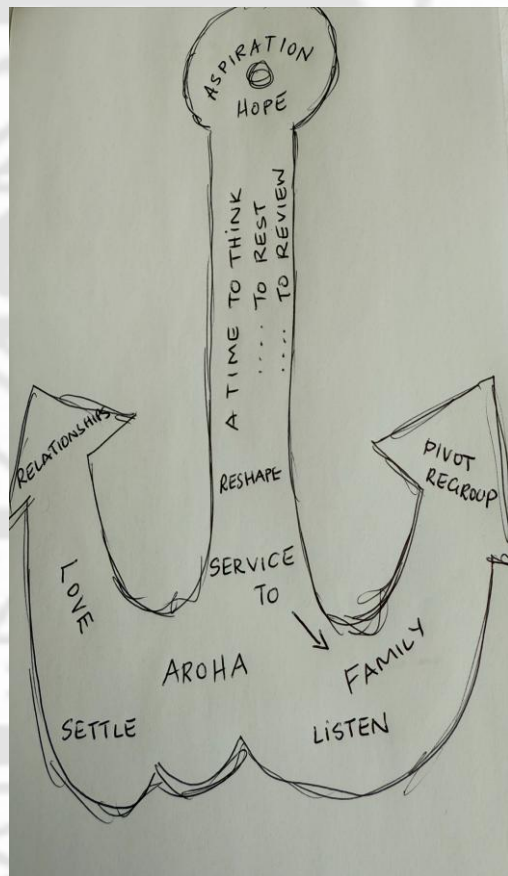 ASPIRATION
HOPE
A TIME TO THINK
.... TO REST
.... TO REVIEW
RELATIONSHIPS
PIVOT
REGROUP
RESHAPE
SERVICE
TO
LOVE
FAMILY
AROHA
SETTLE
LISTEN